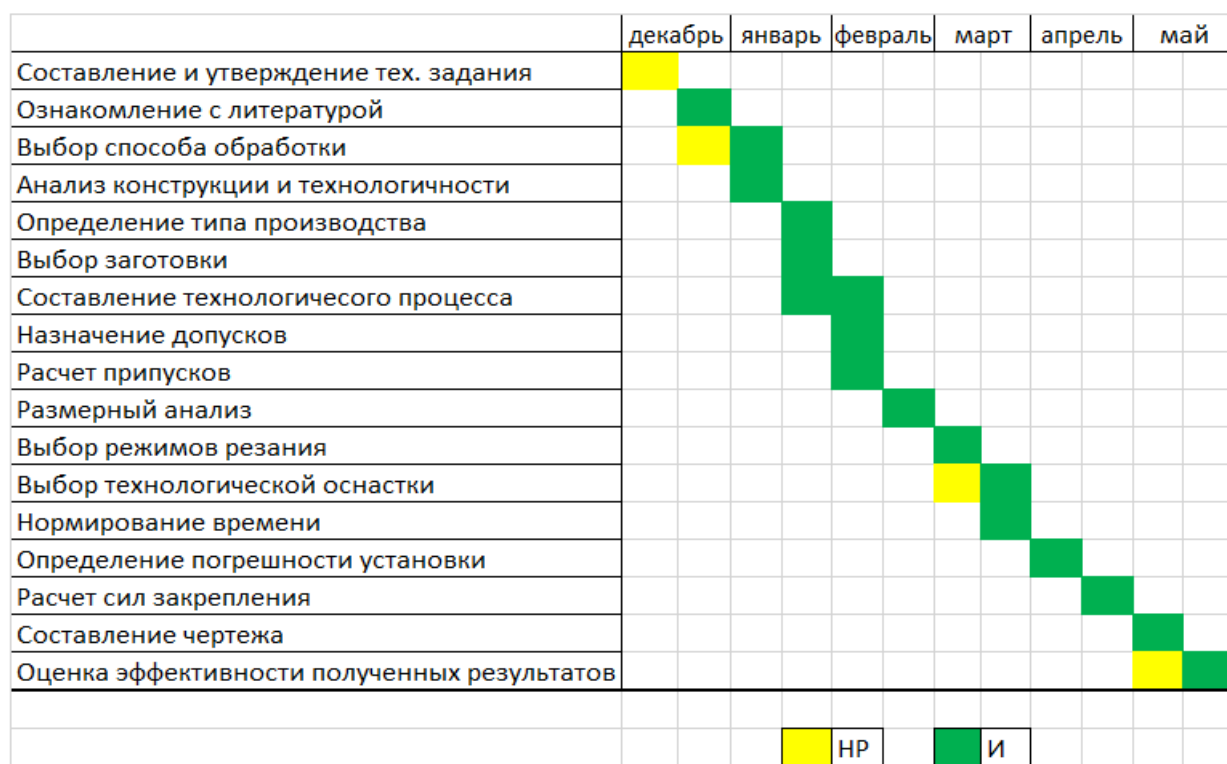 декабрь январь февраль март апрель май
Составление и утверждение тех. задания
Ознакомление с литературой
Выбор способа обработки
Анализ конструкции и технологичности
Определение типа производства
Выбор заготовки
Составление технологичесого процесса
Назначение допусков
Расчет припусков
Размерный анализ
Выбор режимов резания
Выбор технологической оснастки
Нормирование времени
Определение погрешности установки
Расчет сил закрепления
Составление чертежа
Оценка эффективности полученных результатов
НР И